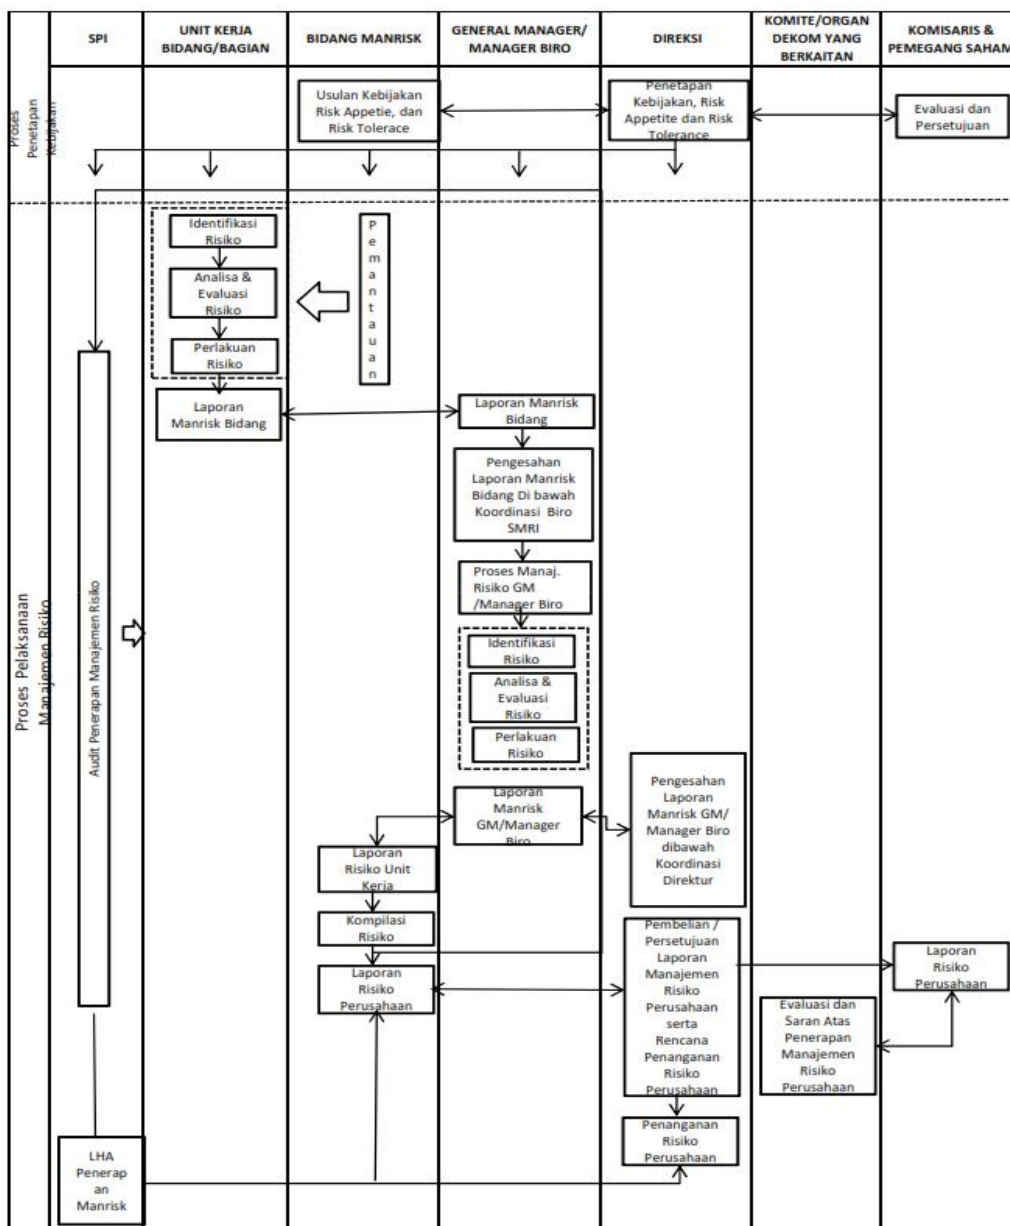 SPI
UNIT KERJA
BIDANG/BAGIAN
BIDANG MANRISK
GENERAL MANAGER/
MANAGER BIRO
DIREKSI
KOMITE/ORGAN
DEKOM YANG
BERKAITAN
KOMISARIS &
PEMEGANG SAHAM
Proses
Penetapan
Kebijakan
Usulan Kebijakan
Risk Appetie, dan
Risk Tolerace
Penetapan
Kebijakan, Risk
Appetite dan Risk
Tolerance
Evaluasi dan
Persetujuan
Proses Pelaksanaan
Manajemen Risiko
Identifikasi
Risiko
Analisa &
Evaluasi
Risiko
Perlakuan
Risiko
P
e
m
a
n
t
a
u
a
n
Laporan
Manrisk Bidang
Laporan Manrisk
Bidang
Pengesahan
Laporan Manrisk
Bidang Di bawah
Koordinasi Biro
SMRI
Proses Manaj.
Risiko GM
/Manager Biro
Identifikasi
Risiko
Analisa &
Evaluasi
Risiko
Perlakuan
Risiko
Audit Penerapan Manajemen Risiko
Laporan
Manrisk
GM/Manager
Biro
Pengesahan
Laporan
Manrisk GM/
Manager Biro
dibawah
Koordinasi
Direktur
Laporan
Risiko Unit
Kerja
Kompilasi
Risiko
Laporan
Risiko
Perusahaan
Pembelian /
Persetujuan
Laporan
Manajemen
Risiko
Perusahaan
serta
Rencana
Penanganan
Risiko
Perusahaan
Laporan
Risiko
Perusahaan
Evaluasi dan
Saran Atas
Penerapan
Manajemen
Risiko
Perusahaan
Penanganan
Risiko
Perusahaan
LHA
Penerap
an
Manrisk